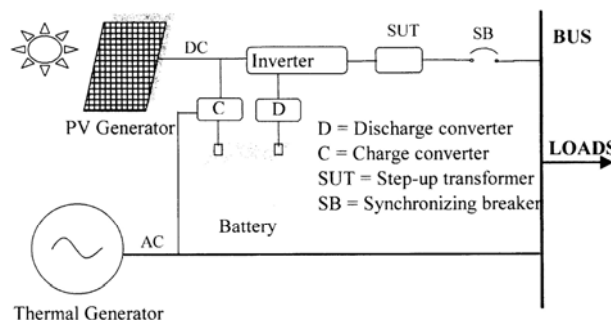 SUT
SB
BUS
DC
Inverter
C
D
PV Generator
D = Discharge converter
C = Charge converter
SUT = Step-up transformer
SB = Synchronizing breaker
LOADS
Battery
AC
Thermal Generator